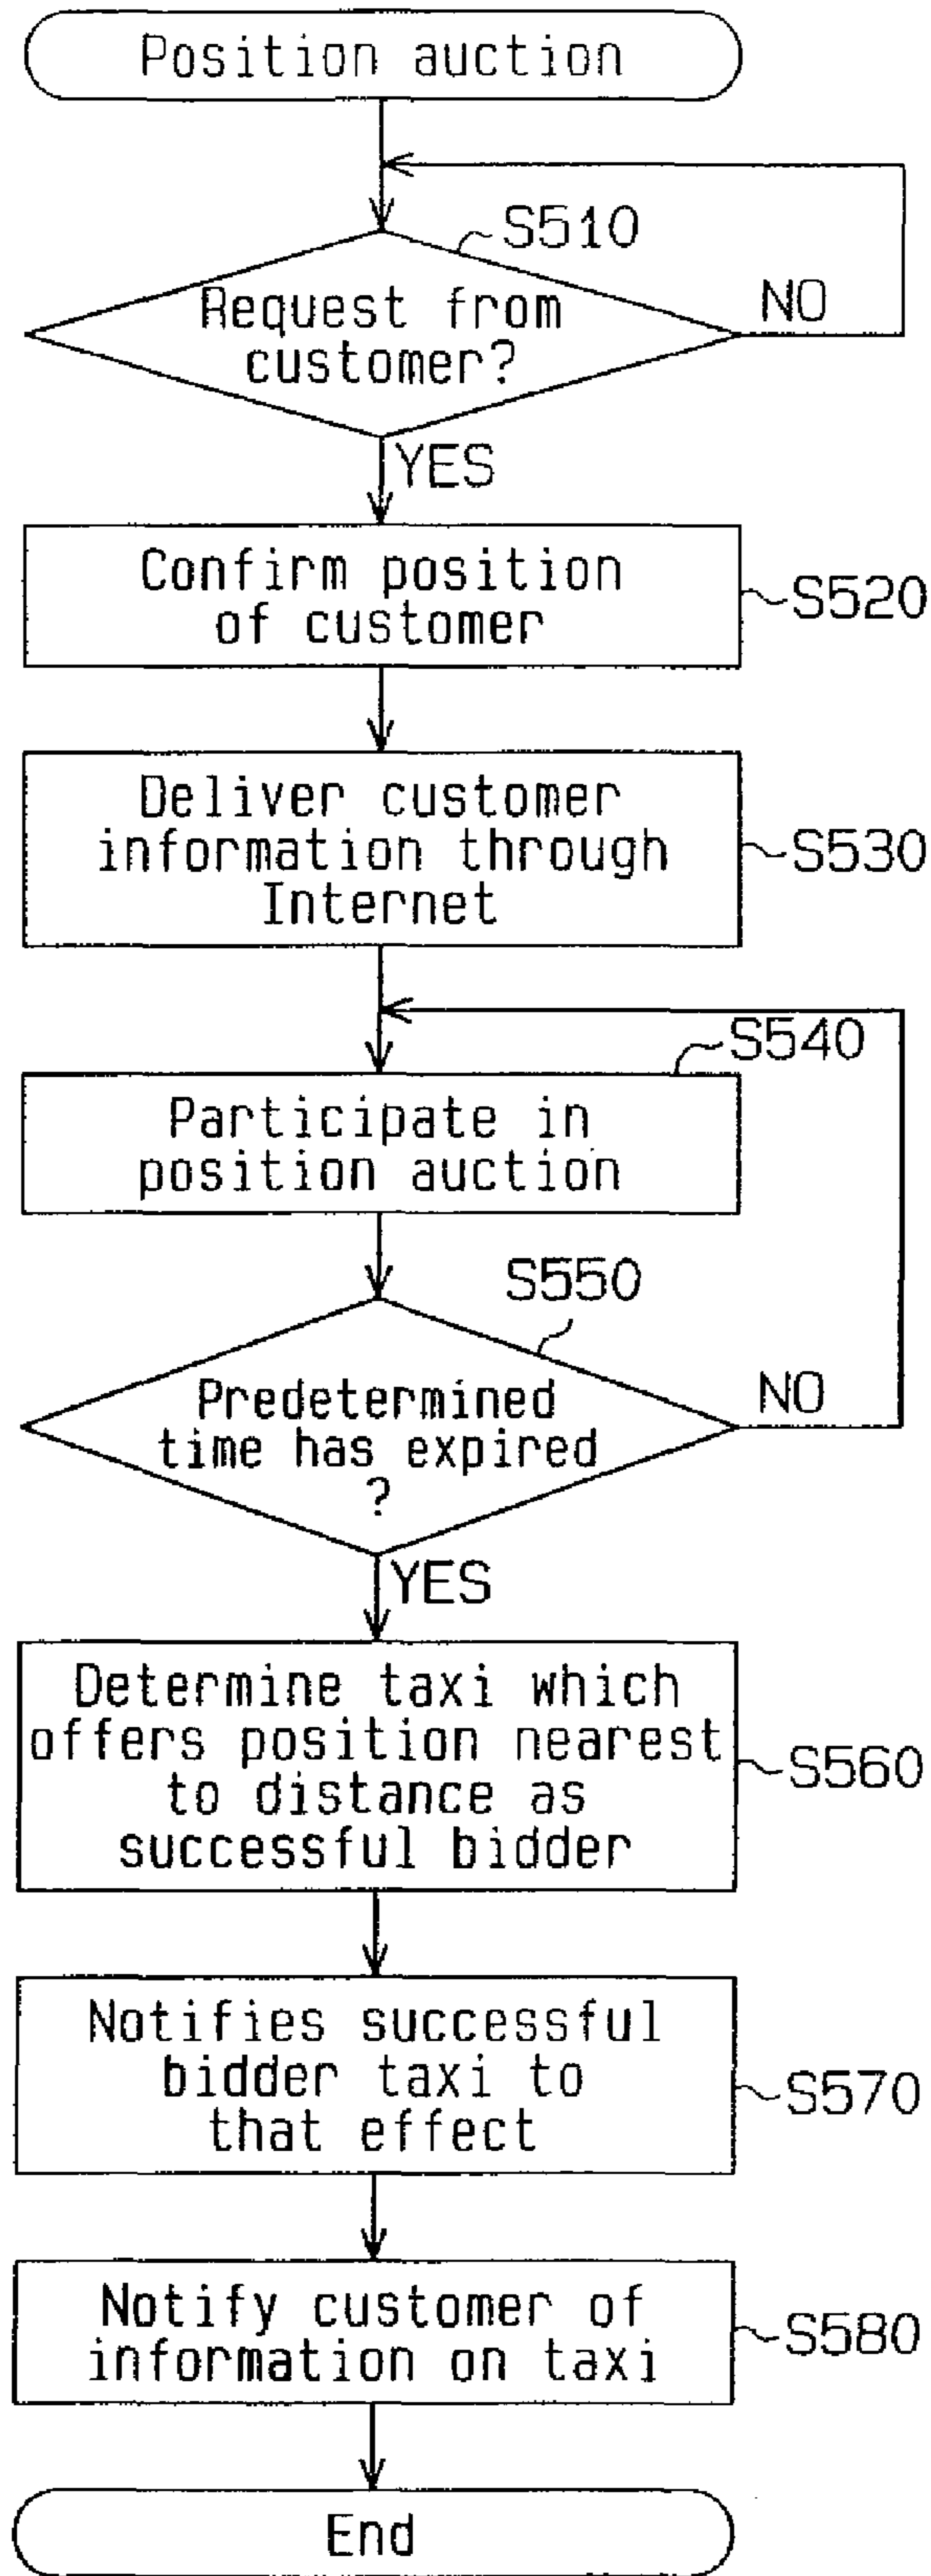 Position auction
S510
Request from
customer?
NO
YES
Confirm position
of customer
S520
Deliver customer
information through
Internet
S530
S540
Participate in
position auction
S550
Predetermined
time has expired
?
NO
YES
Determine taxi which
offers position nearest
to distance as
successful bidder
S560
Notifies successful
bidder taxi to
that effect
S570
Notify customer of
information on taxi
S580
End